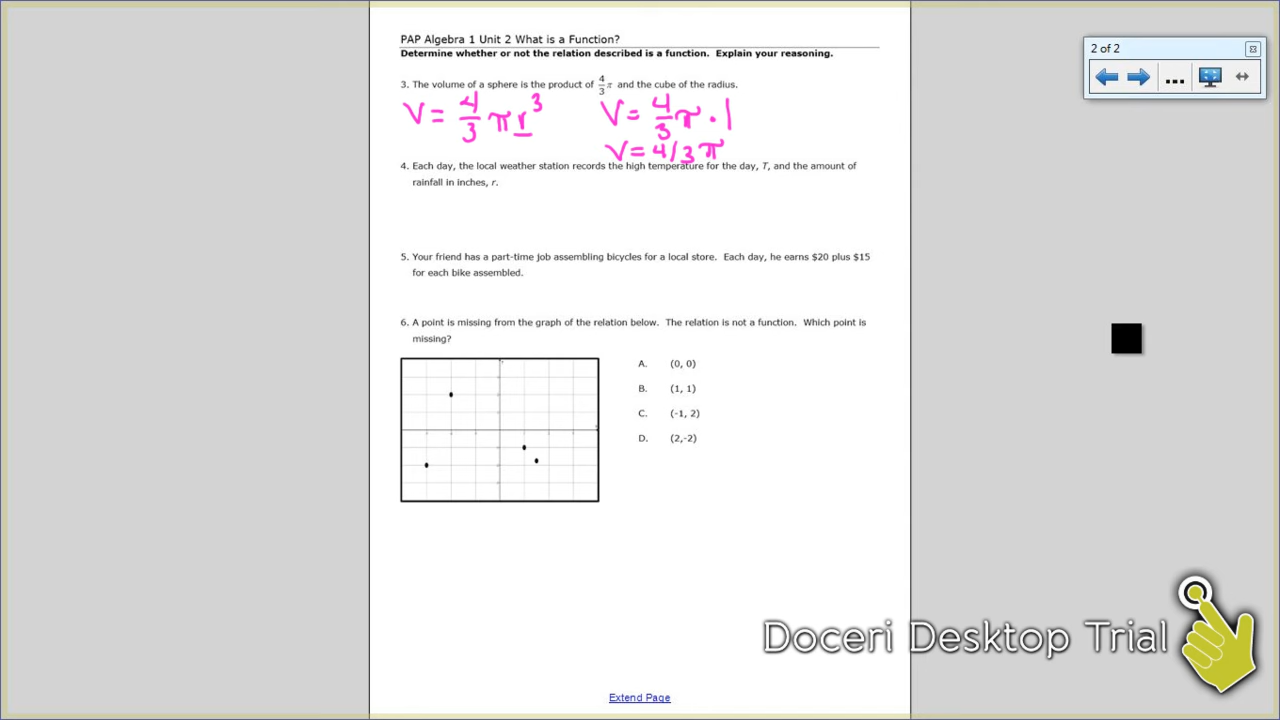 PAP Algebra 1 Unit 2 What is a Function?
Determine whether or not the relation described is a function. Explain your reasoning.
3. The volume of a sphere is the product of 4/3 π and the cube of the radius.
V = 4/3 π r³
V = 4/3 π · 1
V = 4/3 π
4. Each day, the local weather station records the high temperature for the day, T, and the amount of
rainfall in inches, r.
5. Your friend has a part-time job assembling bicycles for a local store. Each day, he earns $20 plus $15
for each bike assembled.
6. A point is missing from the graph of the relation below. The relation is not a function. Which point is
missing?
A. (0, 0)
B. (1, 1)
C. (-1, 2)
D. (2,-2)
Extend Page
2 of 2
...
Doceri Desktop Trial